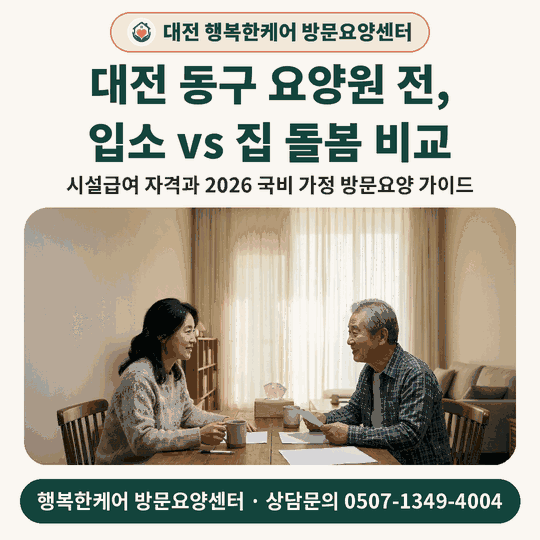 대전 행복한케어 방문요양센터
대전 동구 요양원 전,
입소 vs 집 돌봄 비교
시설급여 자격과 2026 국비 가정 방문요양 가이드
행복한케어 방문요양센터 · 상담문의 0507-1349-4004